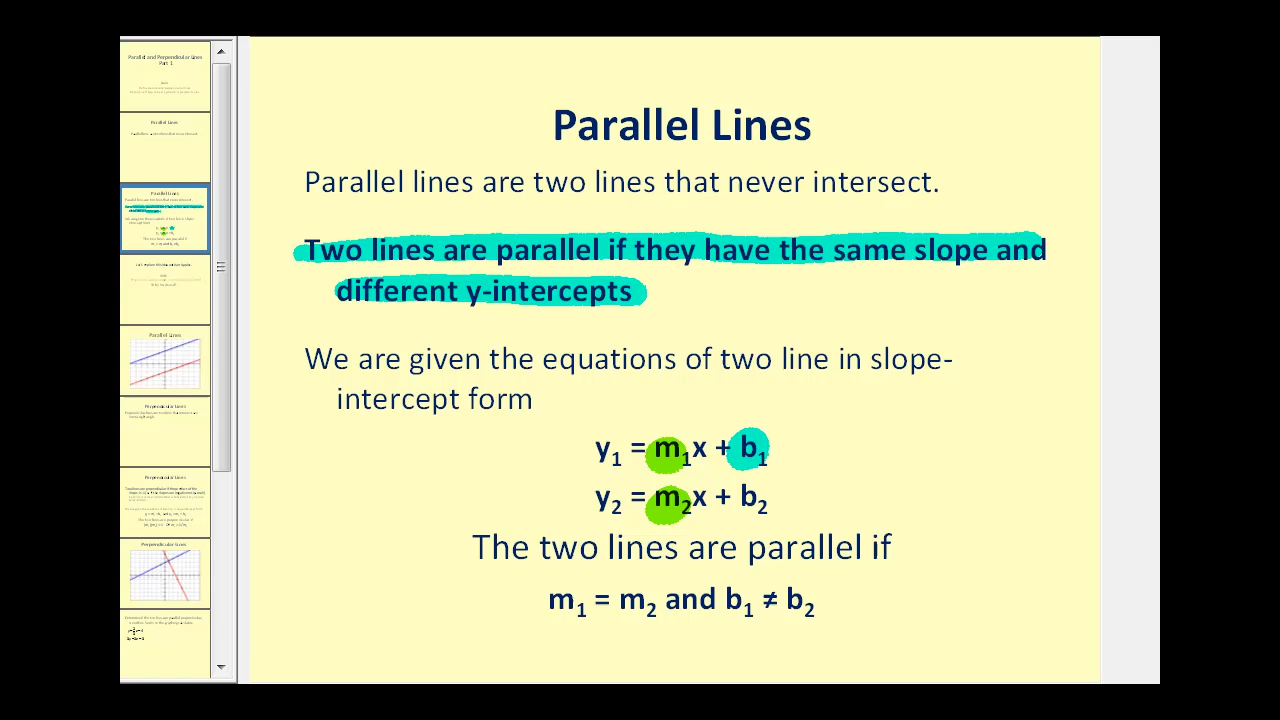 Parallel and Perpendicular Lines
Part 1
Parallel Lines
Parallel Lines
Parallel Lines
Perpendicular Lines
Perpendicular Lines
Perpendicular Lines
Parallel Lines
Parallel lines are two lines that never intersect.
Two lines are parallel if they have the same slope and
different y-intercepts
We are given the equations of two line in slope-
intercept form
y₁ = m₁x + b₁
y₂ = m₂x + b₂
The two lines are parallel if
m₁ = m₂ and b₁ ≠ b₂